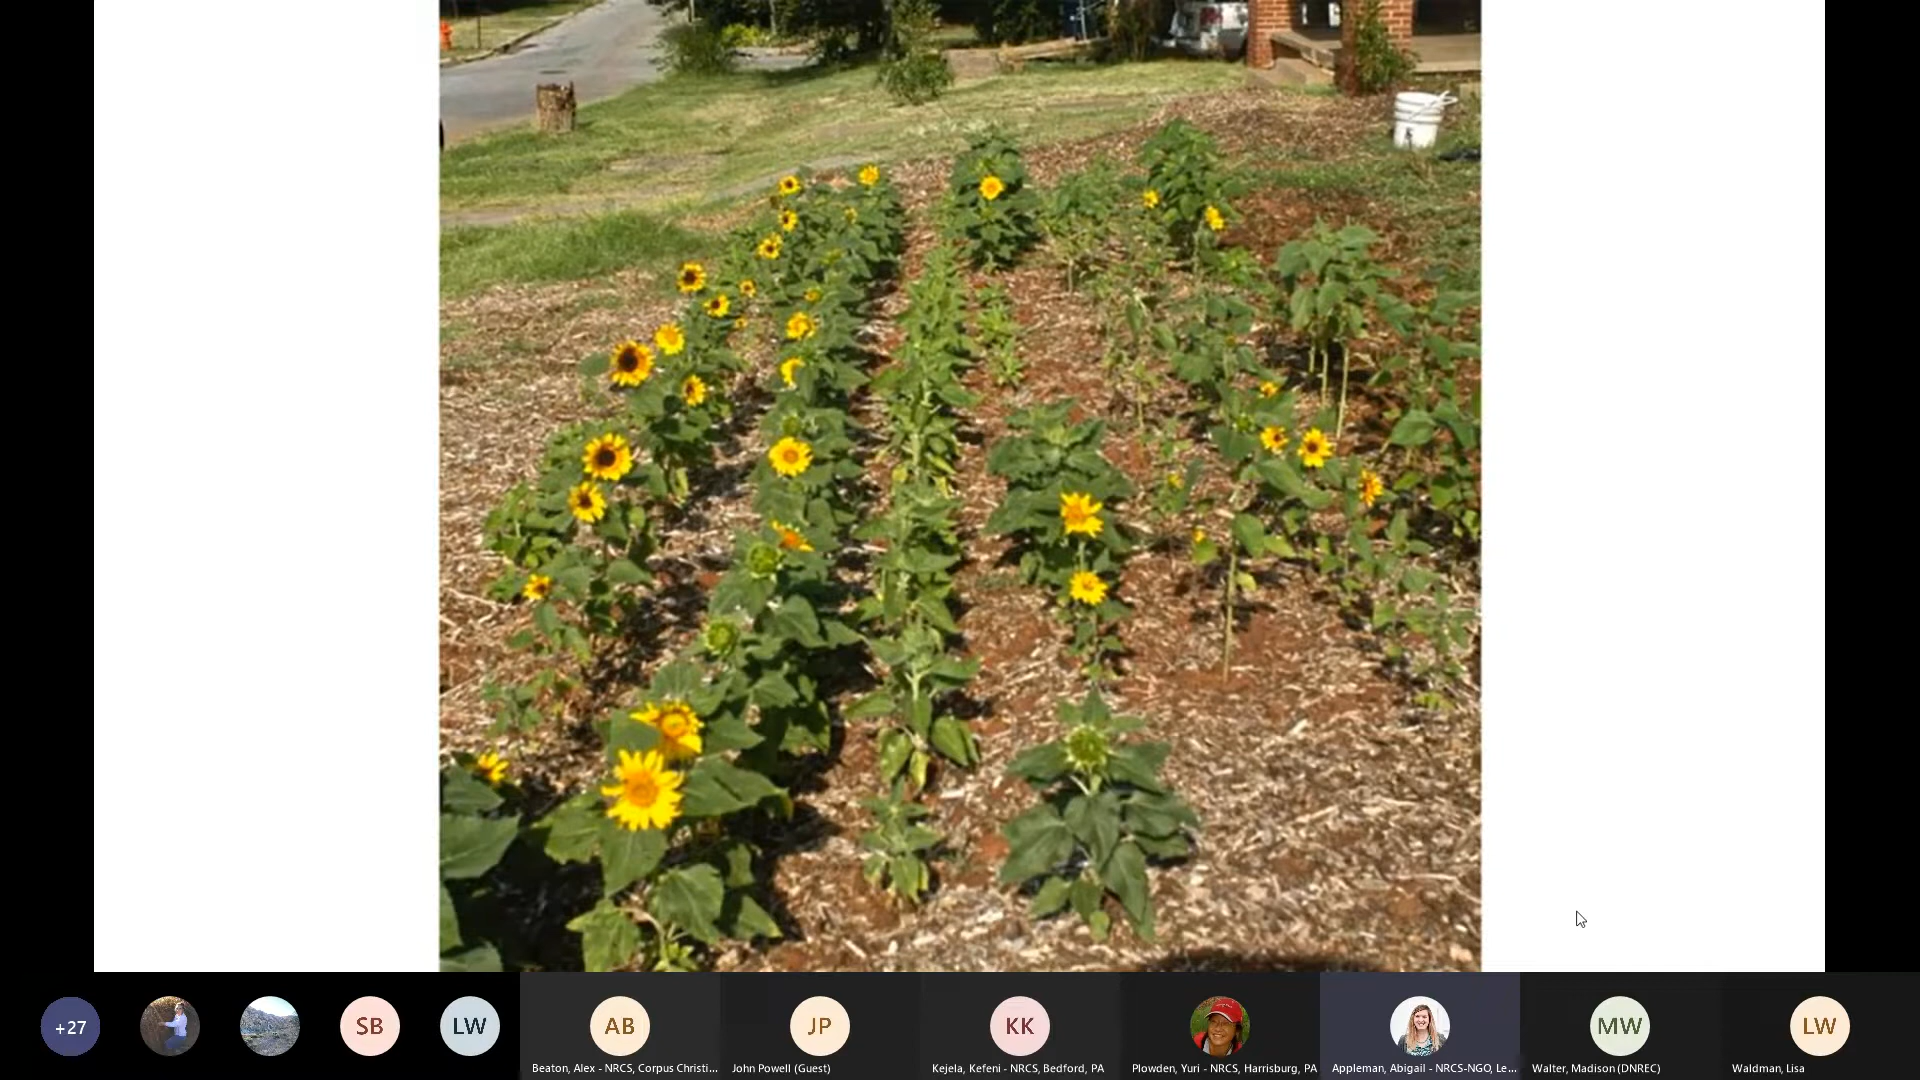 +27
SB
LW
AB
JP
KK
MW
LW
Beaton, Alex - NRCS, Corpus Christi...
John Powell (Guest)
Kejela, Kefeni - NRCS, Bedford, PA
Plowden, Yuri - NRCS, Harrisburg, PA
Appleman, Abigail - NRCS-NGO, Le...
Walter, Madison (DNREC)
Waldman, Lisa